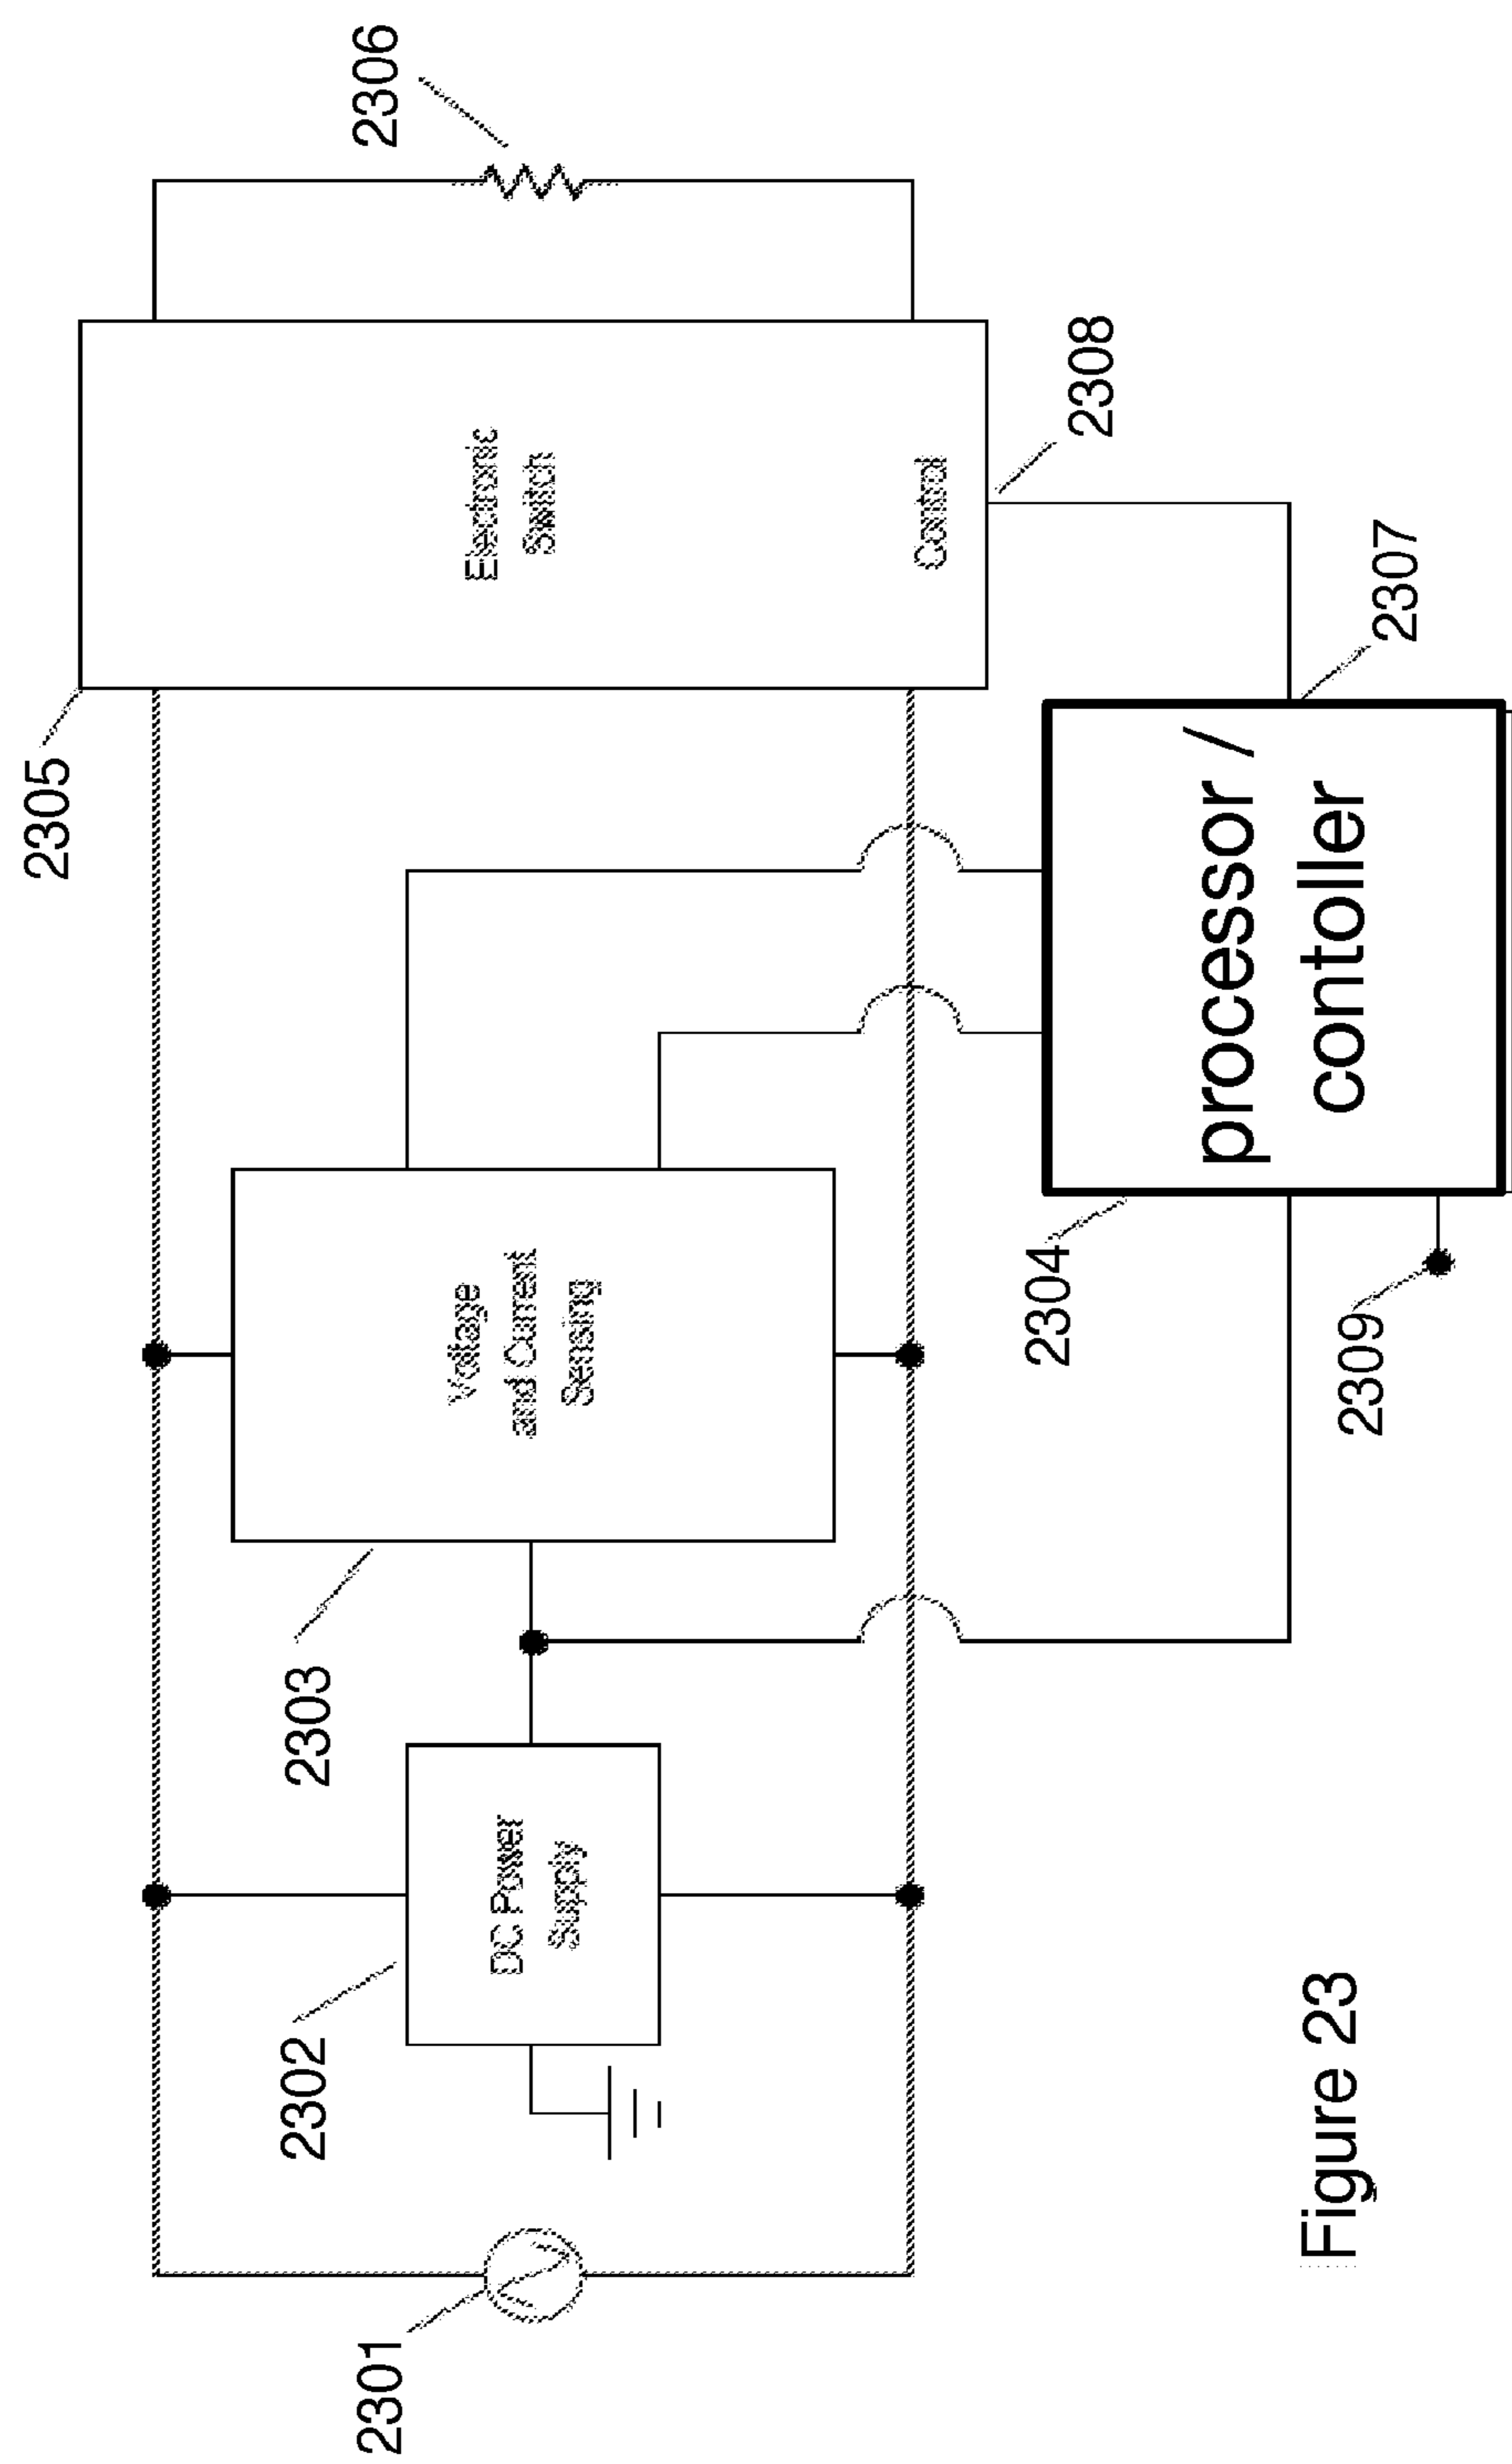 2305
2306
2303
2302
2301
Electronic
Switch
Control
Voltage
and Current
Sensing
DC Power
Supply
2308
2307
2304
processor /
contoller
2309
Figure 23